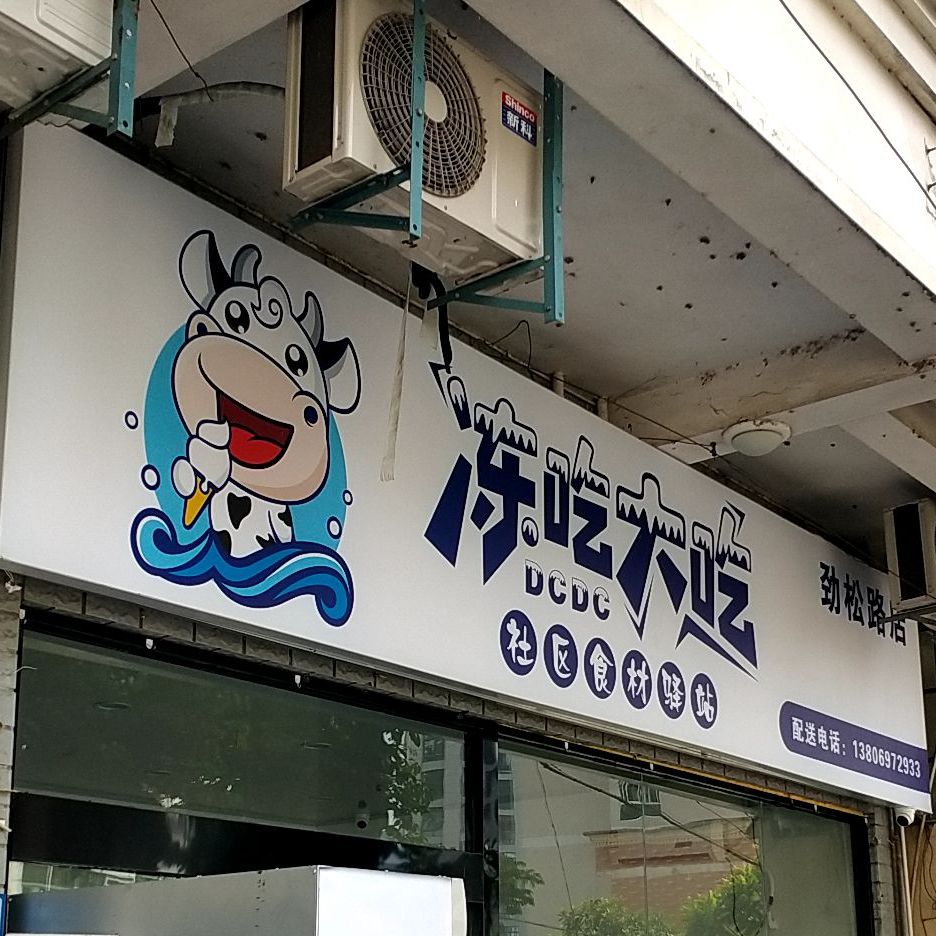 Shinco
新科
冻吃大吃
DCDC
社区食材驿站
劲松路店
配送电话：13806972933